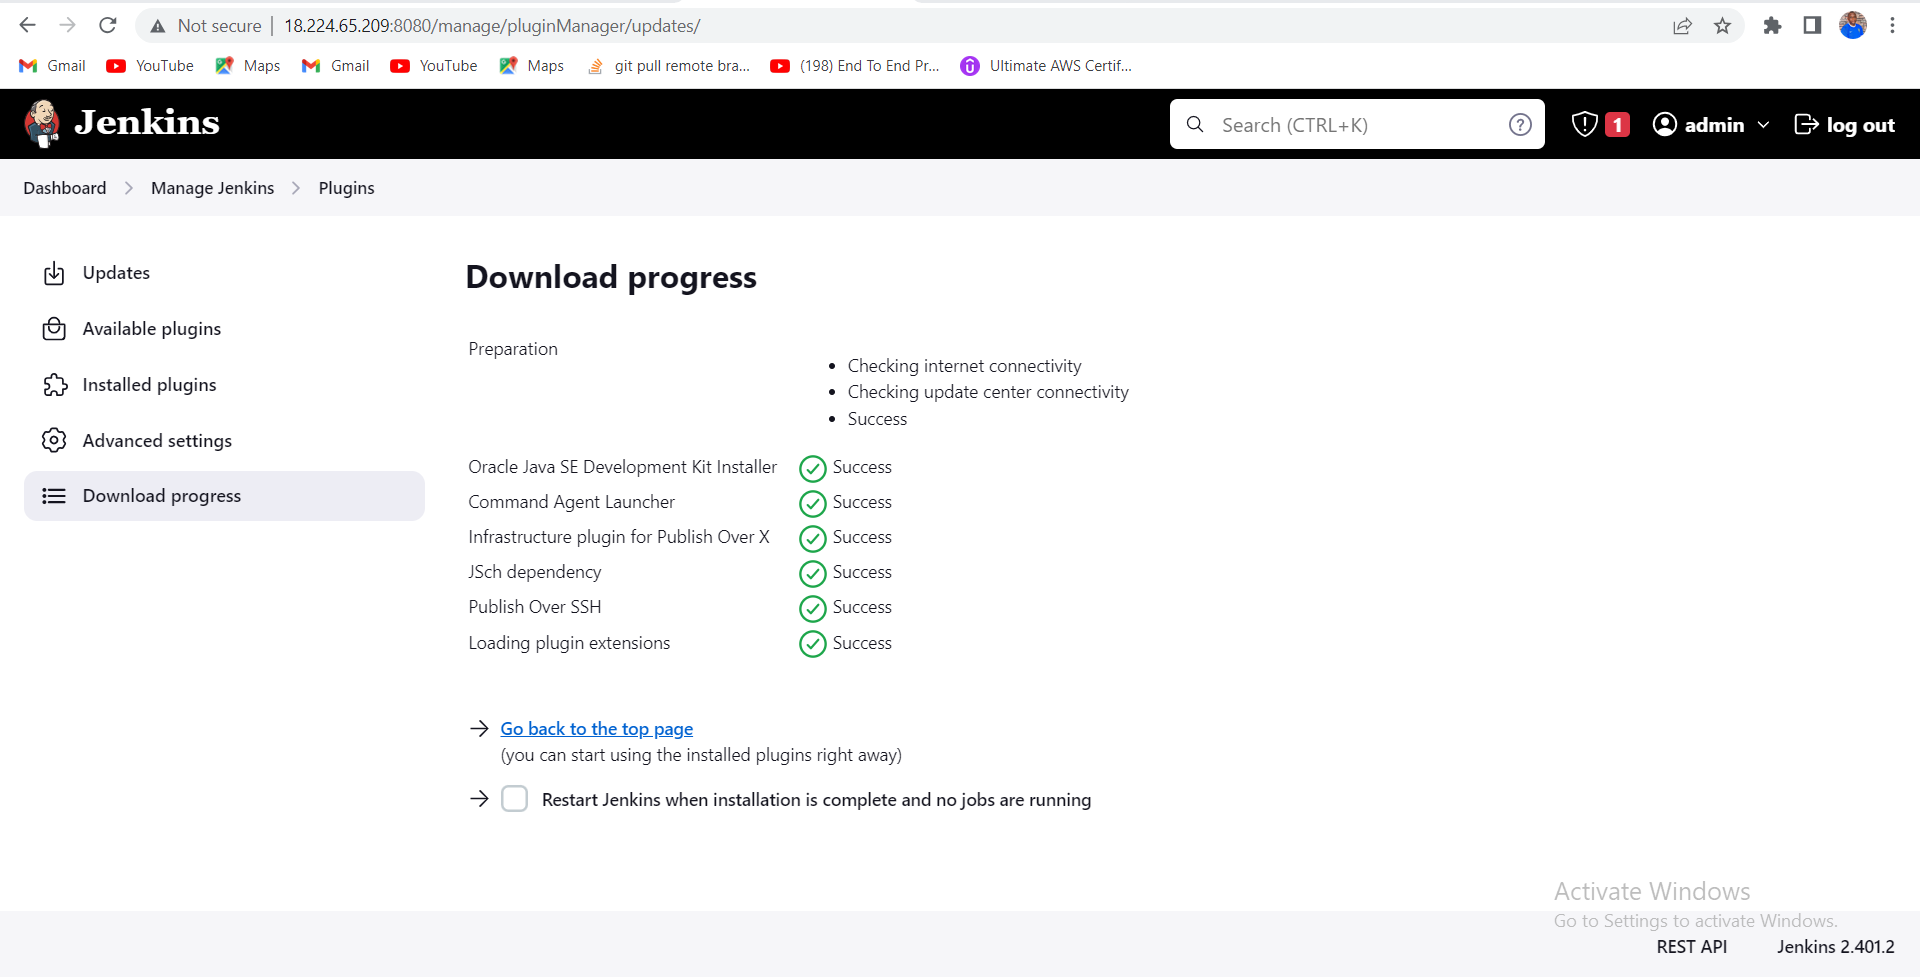 Not secure | 18.224.65.209:8080/manage/pluginManager/updates/
Gmail YouTube Maps Gmail YouTube Maps git pull remote bra... (198) End To End Pr... Ultimate AWS Certif...
Jenkins Search (CTRL+K) ? 1 admin log out
Dashboard Manage Jenkins Plugins
Updates
Available plugins
Installed plugins
Advanced settings
Download progress
Download progress
Preparation
Checking internet connectivity
Checking update center connectivity
Success
Oracle Java SE Development Kit Installer Success
Command Agent Launcher Success
Infrastructure plugin for Publish Over X Success
JSch dependency Success
Publish Over SSH Success
Loading plugin extensions Success
Go back to the top page
(you can start using the installed plugins right away)
Restart Jenkins when installation is complete and no jobs are running
Activate Windows
Go to Settings to activate Windows.
REST API Jenkins 2.401.2